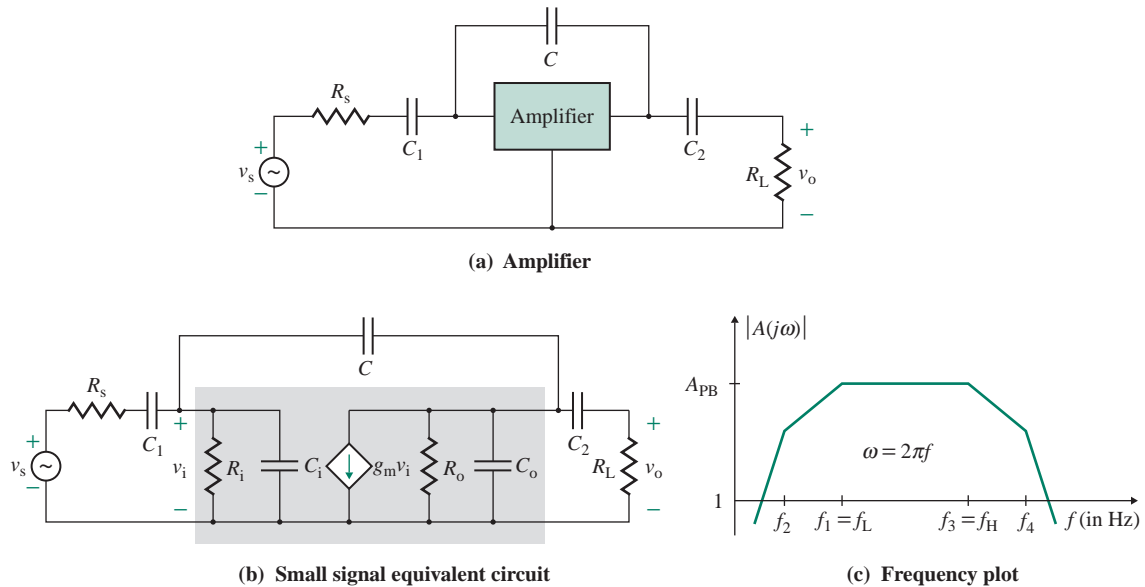 C
R_s
Amplifier
C_1
C_2
+
+
v_s
~
R_L
v_o
−
−
(a) Amplifier
C
R_s
C_1
+
C_2
+
+
v_s
~
v_i
R_i
C_i
g_m v_i
R_o
C_o
R_L
v_o
−
−
−
(b) Small signal equivalent circuit
|A(jω)|
A_PB
ω = 2πf
1
f_2
f_1 = f_L
f_3 = f_H
f_4
f (in Hz)
(c) Frequency plot